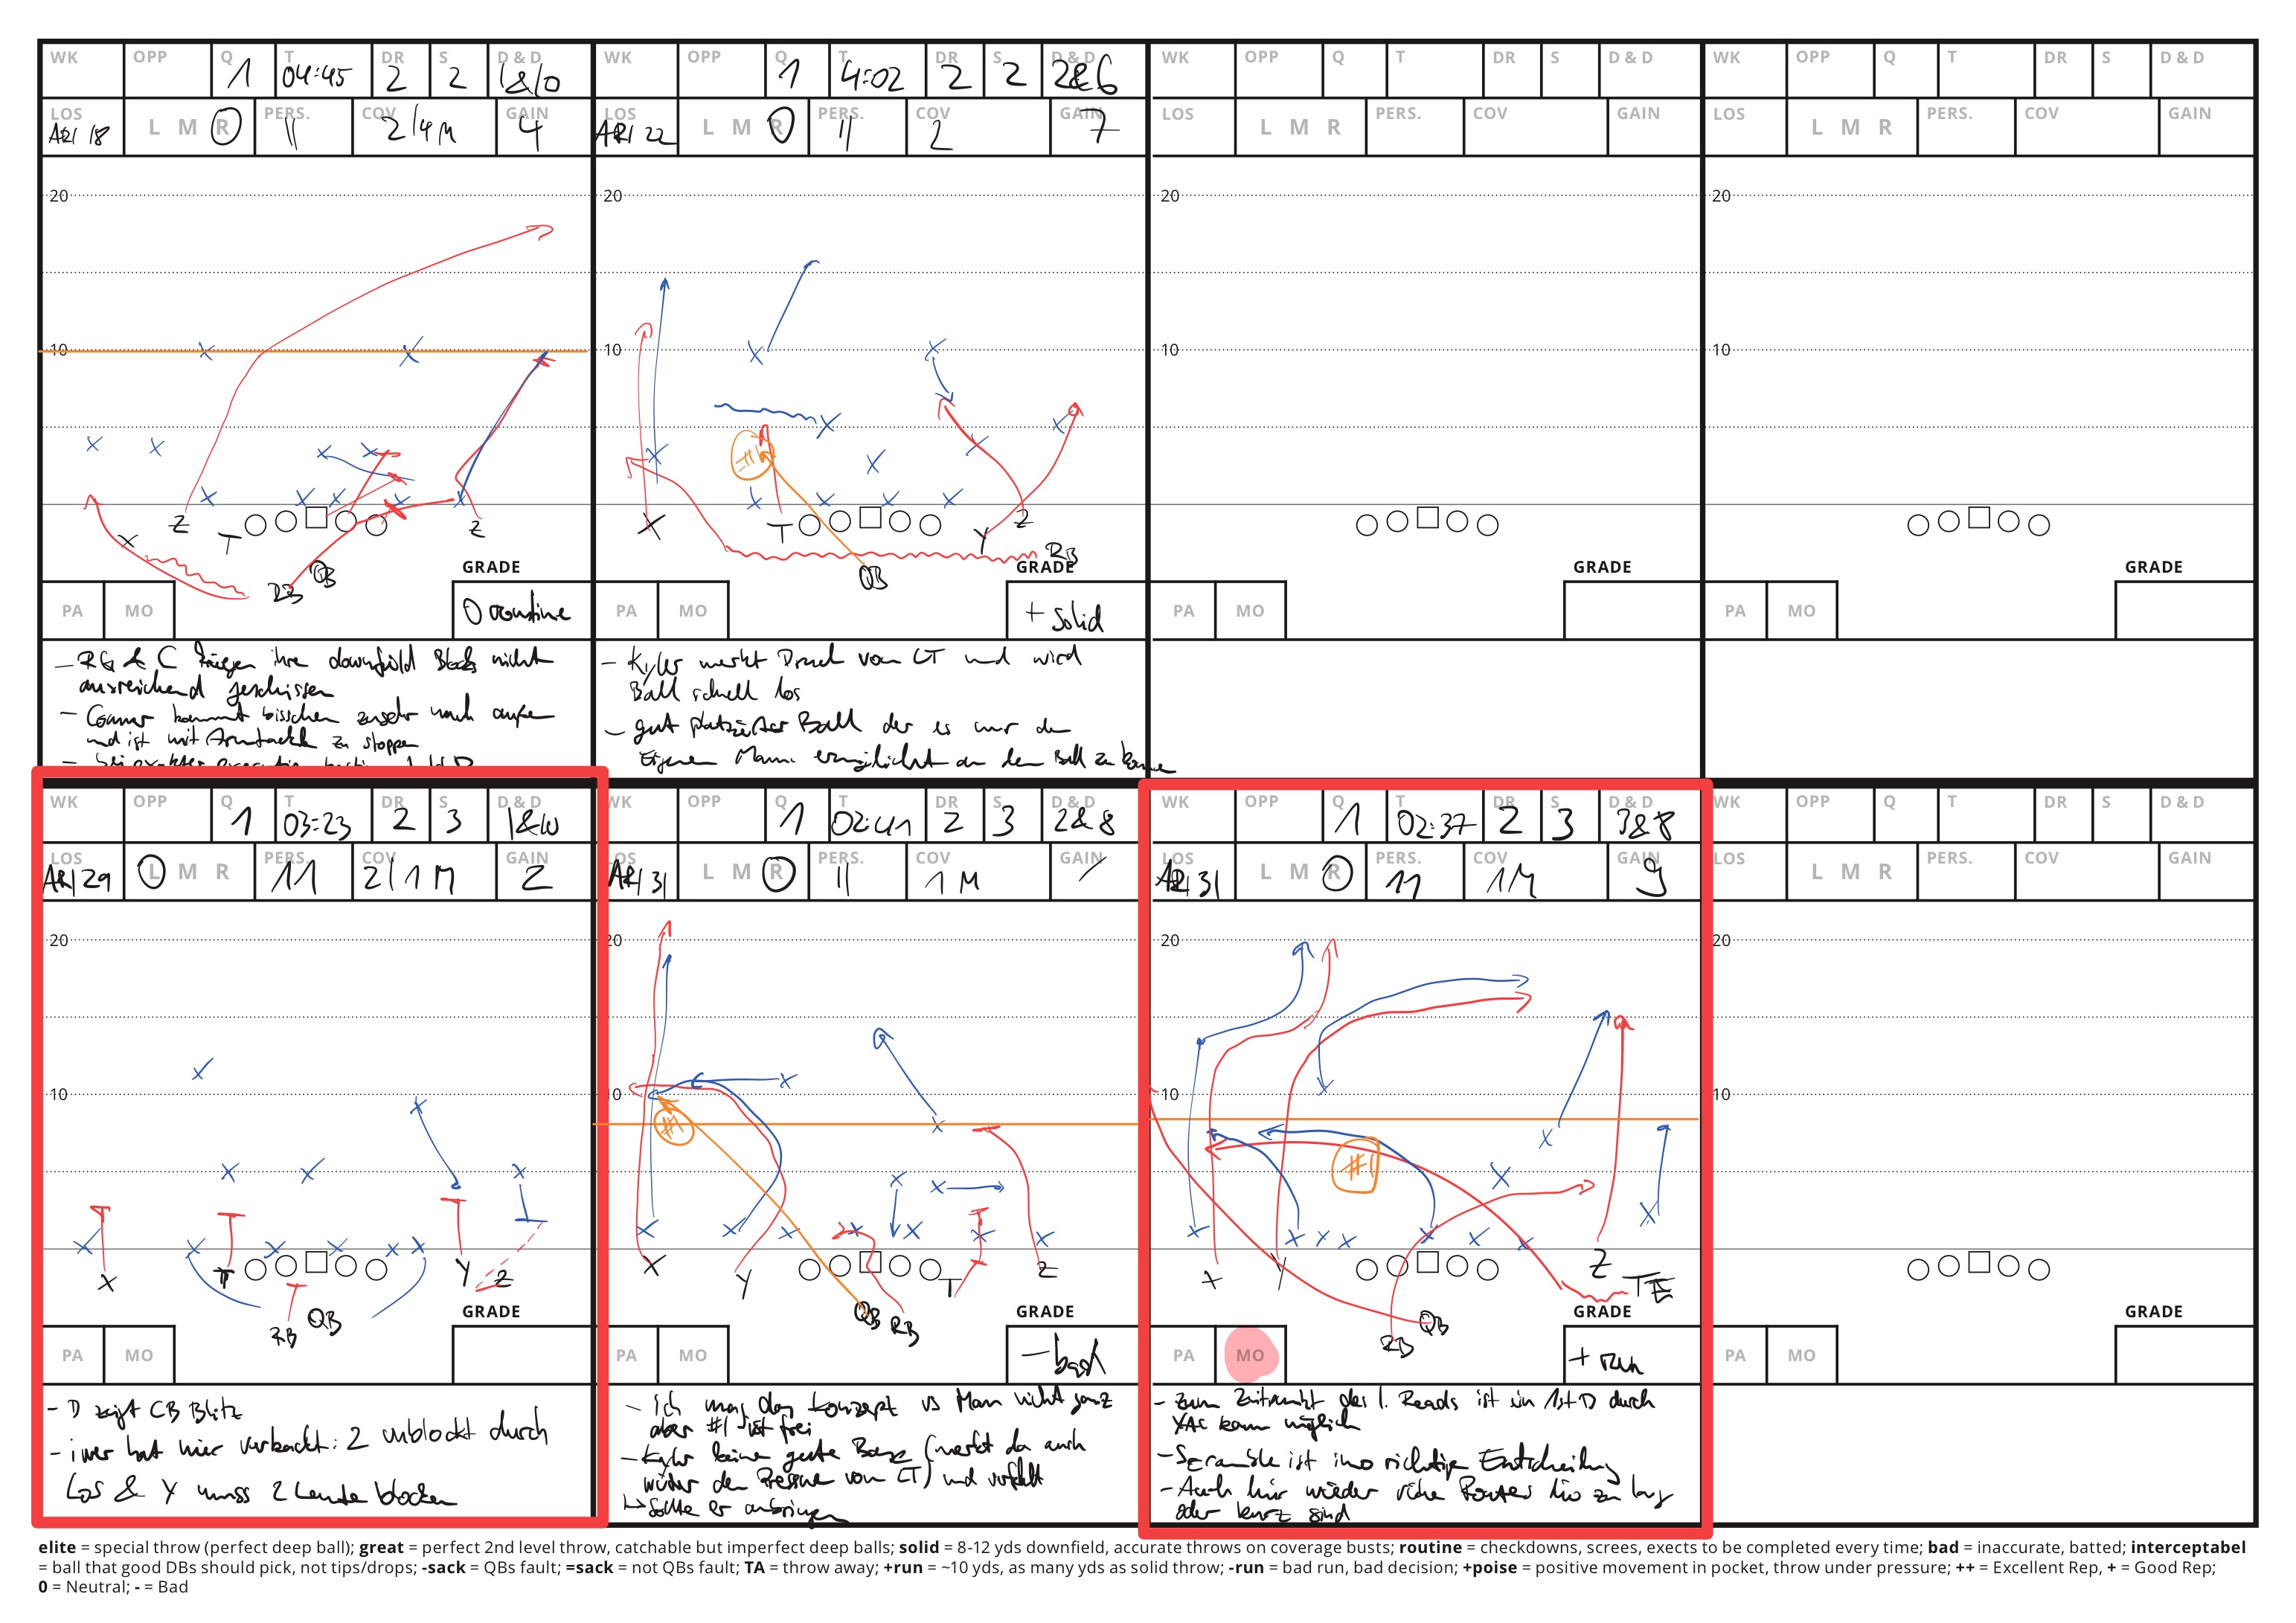 WK OPP Q 1 T 04:45 DR 2 S 2 D & D 1&10
LOS ARI 18 L M R PERS. 11 COV 2/4 M GAIN 4
20
10
X Z T Z
RB QB
GRADE
PA MO 0 routine
- RG & C kriegen ihre downfield Blocks nicht
ausreichend geschissen
- Conner kommt bisschen zusehr nach außen
und ist mit Armtackle zu stoppen
WK OPP Q 1 T 4:02 DR 2 S 2 D & D 2&6
LOS ARI 22 L M R PERS. 11 COV 2 GAIN 7
20
10
#1
X T Y Z
QB RB
GRADE
PA MO + solid
- Kyler merkt Druck vom LT und wird
Ball schnell los
- gut platzierter Ball der es nur dem
Eigenen Mann ermöglicht an den Ball zu kommen
WK OPP Q T DR S D & D
LOS L M R PERS. COV GAIN
20
10
GRADE
PA MO
WK OPP Q T DR S D & D
LOS L M R PERS. COV GAIN
20
10
GRADE
PA MO
WK OPP Q 1 T 03:23 DR 2 S 3 D & D 1&10
LOS ARI 29 L M R PERS. 11 COV 2/1 M GAIN 2
20
10
X T Y Z
RB QB
GRADE
PA MO
- D zeigt CB Blitz
- iwer hat hier verkackt: 2 unblockt durch
LOS & Y muss 2 Leute blocken
WK OPP Q 1 T 02:41 DR 2 S 3 D & D 2&8
LOS ARI 31 L M R PERS. 11 COV 1 M GAIN /
20
10
#1
X Y T Z
QB RB
GRADE
PA MO - bad
- Ich mag das Konzept vs Man nicht ganz
aber #1 ist frei
- Kyler keine gute Base (merkt da auch
wieder den Pressure vom LT) und verfehlt
↳ Sollte er anbringen
WK OPP Q 1 T 02:37 DR 2 S 3 D & D 3&8
LOS ARI 31 L M R PERS. 11 COV 1M GAIN 9
20
10
#1
X Y Z TE
RB QB
GRADE
PA MO + run
- zum Zeitpunkt des 1. Reads ist ein 1st D durch
YAC kaum möglich
- Scramble ist imo richtige Entscheidung
- Auch hier wieder viele Routes die zu lang
oder kurz sind
WK OPP Q T DR S D & D
LOS L M R PERS. COV GAIN
20
10
GRADE
PA MO
elite = special throw (perfect deep ball); great = perfect 2nd level throw, catchable but imperfect deep balls; solid = 8-12 yds downfield, accurate throws on coverage busts; routine = checkdowns, screes, exects to be completed every time; bad = inaccurate, batted; interceptabel
= ball that good DBs should pick, not tips/drops; -sack = QBs fault; =sack = not QBs fault; TA = throw away; +run = ~10 yds, as many yds as solid throw; -run = bad run, bad decision; +poise = positive movement in pocket, throw under pressure; ++ = Excellent Rep, + = Good Rep;
0 = Neutral; - = Bad